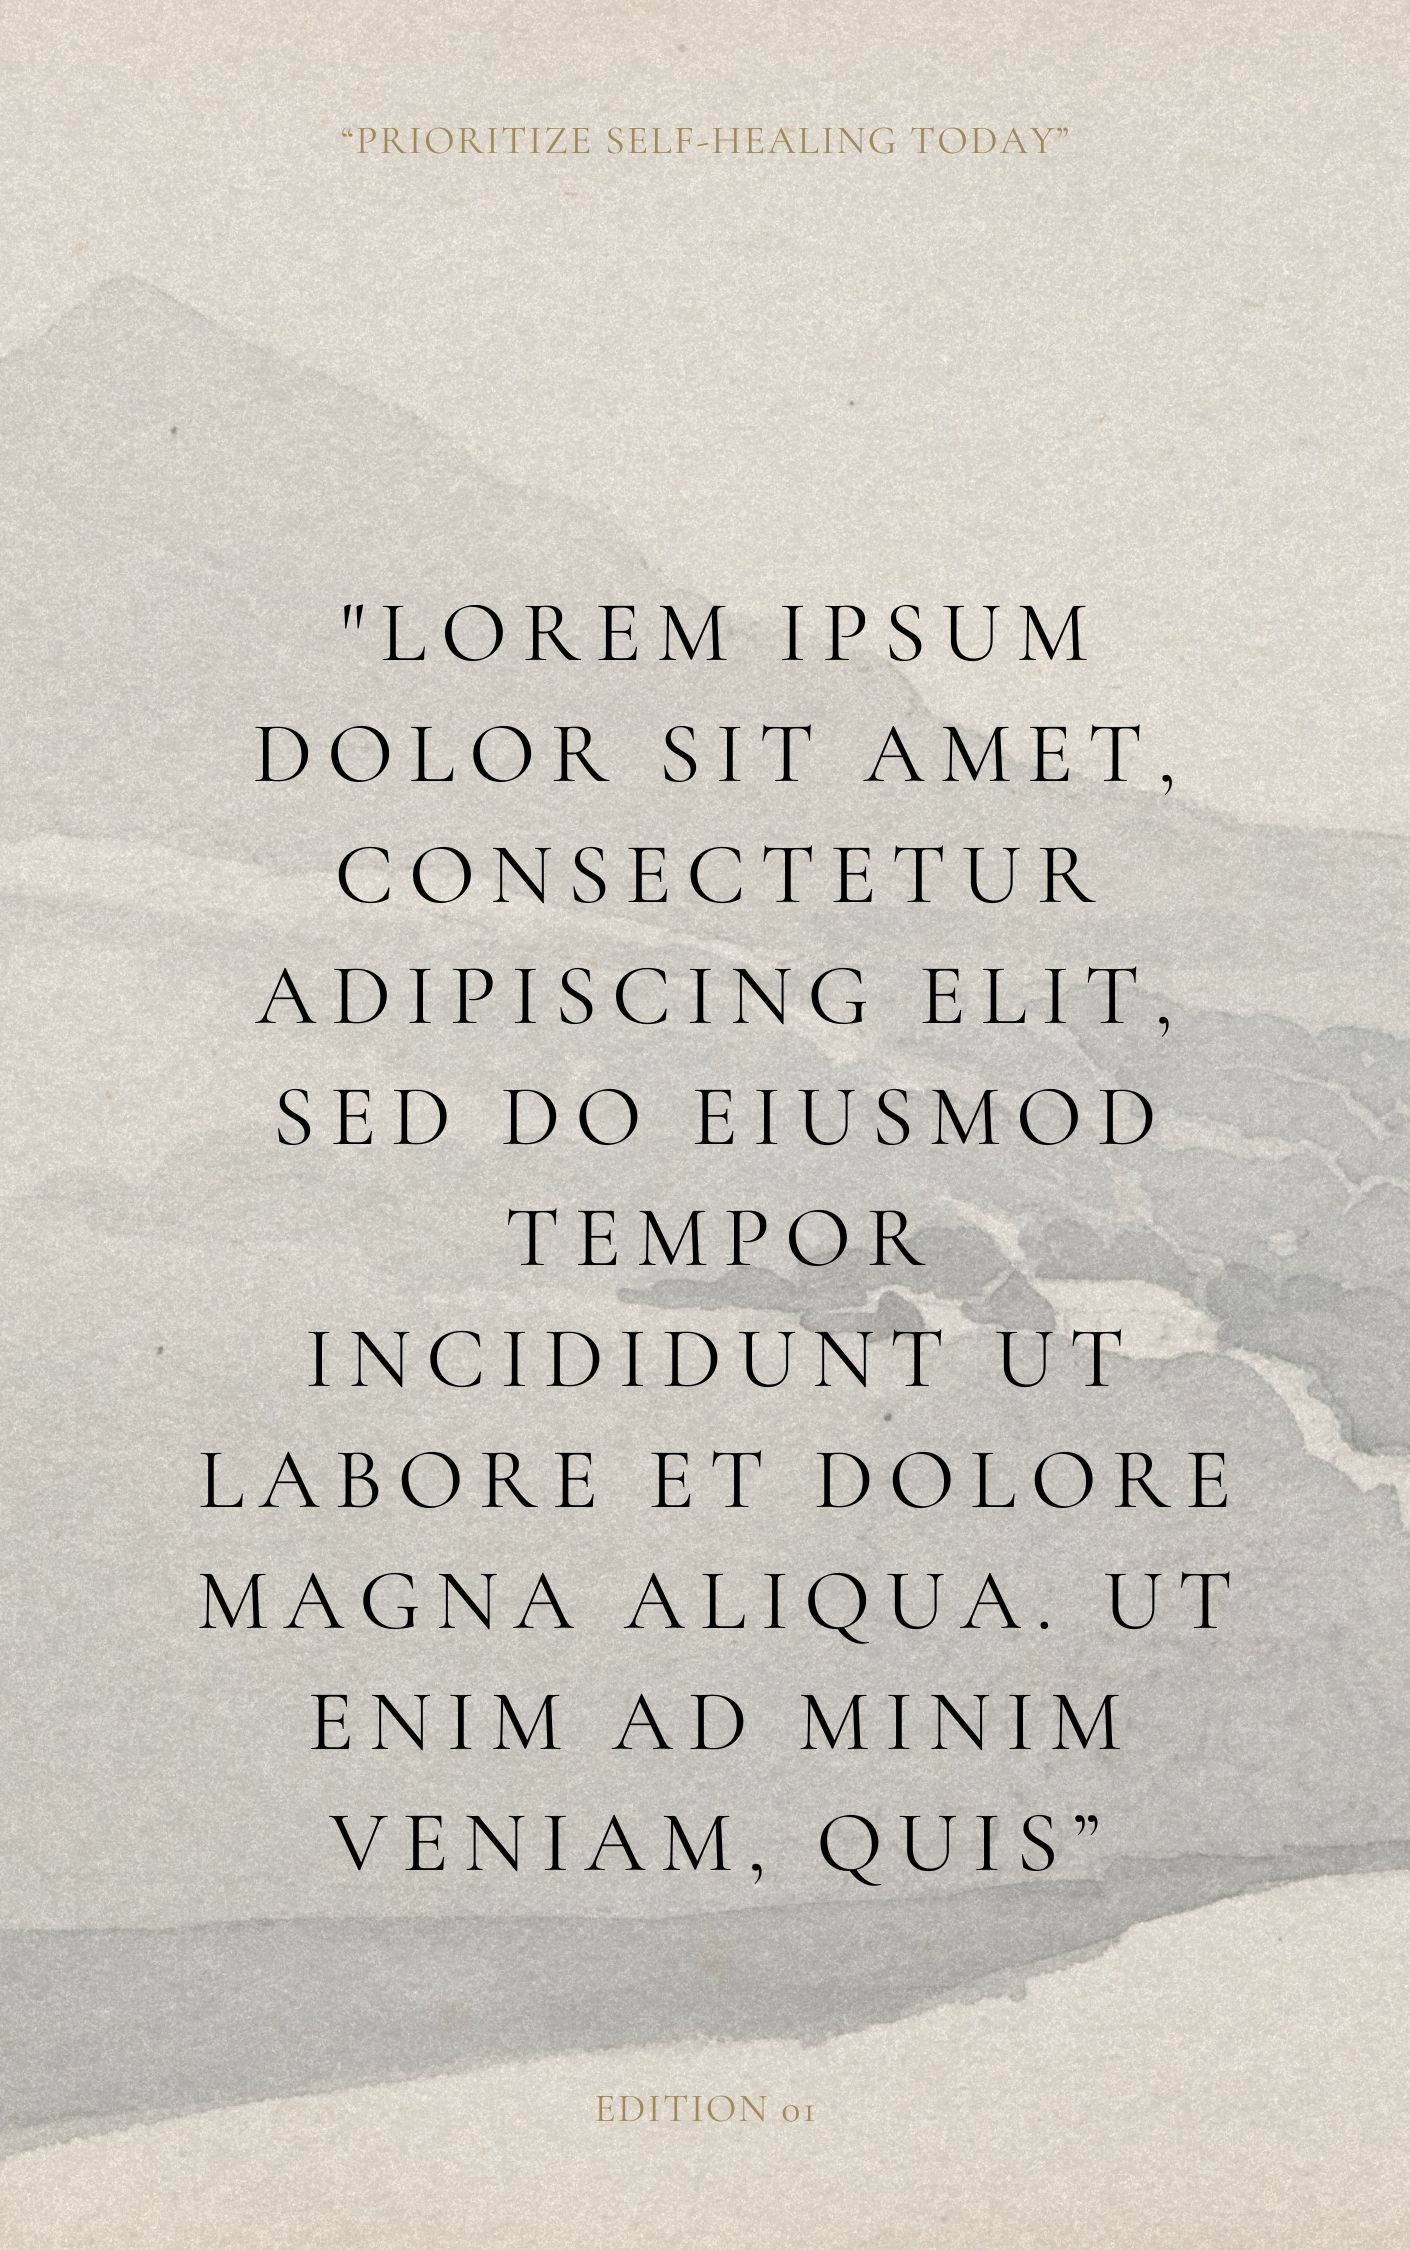 “PRIORITIZE SELF-HEALING TODAY”
"LOREM IPSUM
DOLOR SIT AMET,
CONSECTETUR
ADIPISCING ELIT,
SED DO EIUSMOD
TEMPOR
INCIDIDUNT UT
LABORE ET DOLORE
MAGNA ALIQUA. UT
ENIM AD MINIM
VENIAM, QUIS”
EDITION 01